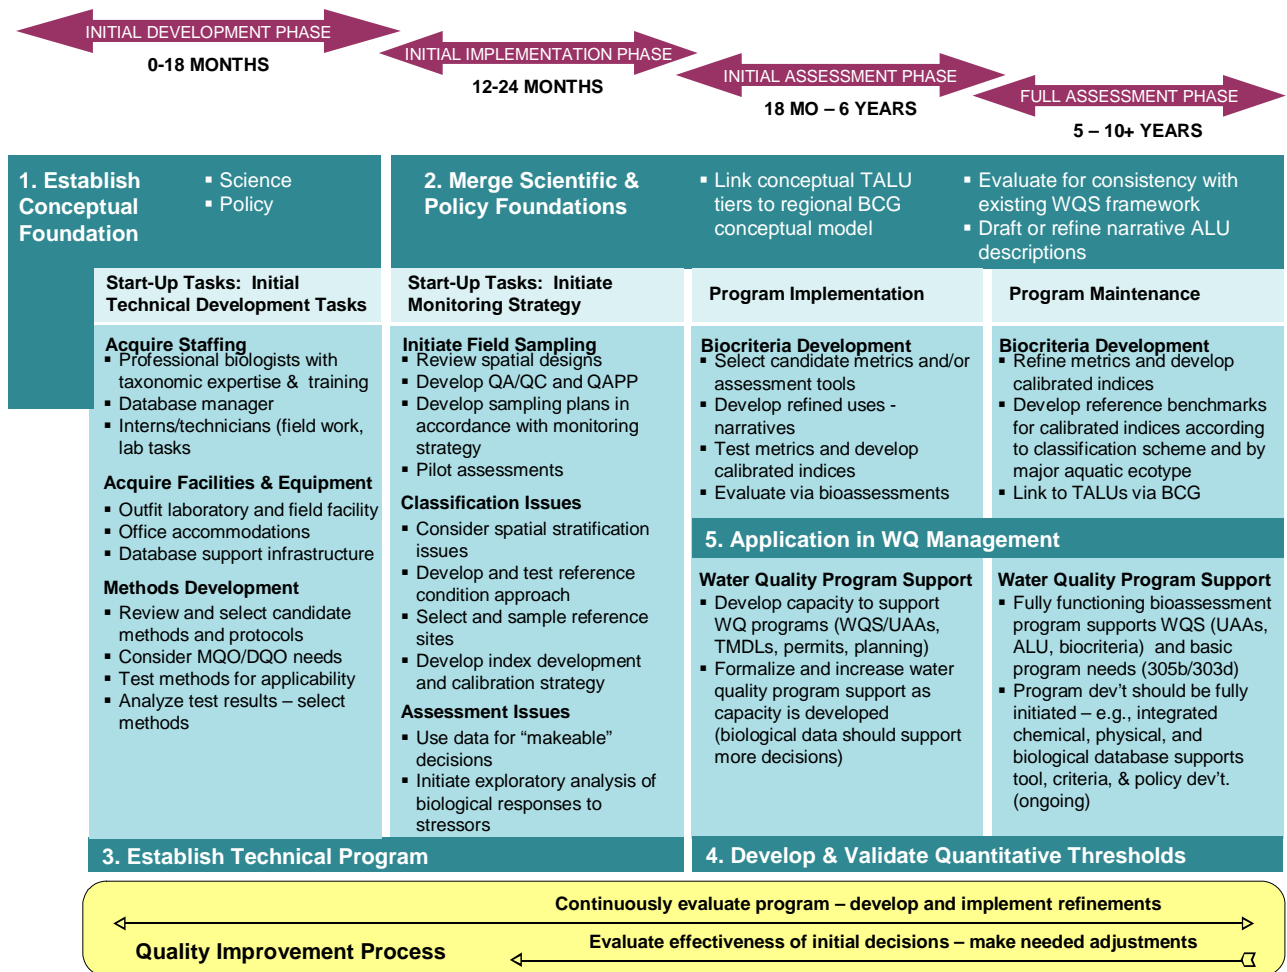 INITIAL DEVELOPMENT PHASE
0-18 MONTHS
INITIAL IMPLEMENTATION PHASE
12-24 MONTHS
INITIAL ASSESSMENT PHASE
18 MO – 6 YEARS
FULL ASSESSMENT PHASE
5 – 10+ YEARS
1. Establish
Conceptual
Foundation
▪ Science
▪ Policy
2. Merge Scientific &
Policy Foundations
▪ Link conceptual TALU
tiers to regional BCG
conceptual model
▪ Evaluate for consistency with
existing WQS framework
▪ Draft or refine narrative ALU
descriptions
Start-Up Tasks: Initial
Technical Development Tasks
Acquire Staffing
▪ Professional biologists with
taxonomic expertise & training
▪ Database manager
▪ Interns/technicians (field work,
lab tasks
Acquire Facilities & Equipment
▪ Outfit laboratory and field facility
▪ Office accommodations
▪ Database support infrastructure
Methods Development
▪ Review and select candidate
methods and protocols
▪ Consider MQO/DQO needs
▪ Test methods for applicability
▪ Analyze test results – select
methods
Start-Up Tasks: Initiate
Monitoring Strategy
Initiate Field Sampling
▪ Review spatial designs
▪ Develop QA/QC and QAPP
▪ Develop sampling plans in
accordance with monitoring
strategy
▪ Pilot assessments
Classification Issues
▪ Consider spatial stratification
issues
▪ Develop and test reference
condition approach
▪ Select and sample reference
sites
▪ Develop index development
and calibration strategy
Assessment Issues
▪ Use data for “makeable”
decisions
▪ Initiate exploratory analysis of
biological responses to
stressors
3. Establish Technical Program
Program Implementation
Biocriteria Development
▪ Select candidate metrics and/or
assessment tools
▪ Develop refined uses -
narratives
▪ Test metrics and develop
calibrated indices
▪ Evaluate via bioassessments
Program Maintenance
Biocriteria Development
▪ Refine metrics and develop
calibrated indices
▪ Develop reference benchmarks
for calibrated indices according
to classification scheme and by
major aquatic ecotype
▪ Link to TALUs via BCG
5. Application in WQ Management
Water Quality Program Support
▪ Develop capacity to support
WQ programs (WQS/UAAs,
TMDLs, permits, planning)
▪ Formalize and increase water
quality program support as
capacity is developed
(biological data should support
more decisions)
Water Quality Program Support
▪ Fully functioning bioassessment
program supports WQS (UAAs,
ALU, biocriteria) and basic
program needs (305b/303d)
▪ Program dev’t should be fully
initiated – e.g., integrated
chemical, physical, and
biological database supports
tool, criteria, & policy dev’t.
(ongoing)
4. Develop & Validate Quantitative Thresholds
Continuously evaluate program – develop and implement refinements
Quality Improvement Process
Evaluate effectiveness of initial decisions – make needed adjustments